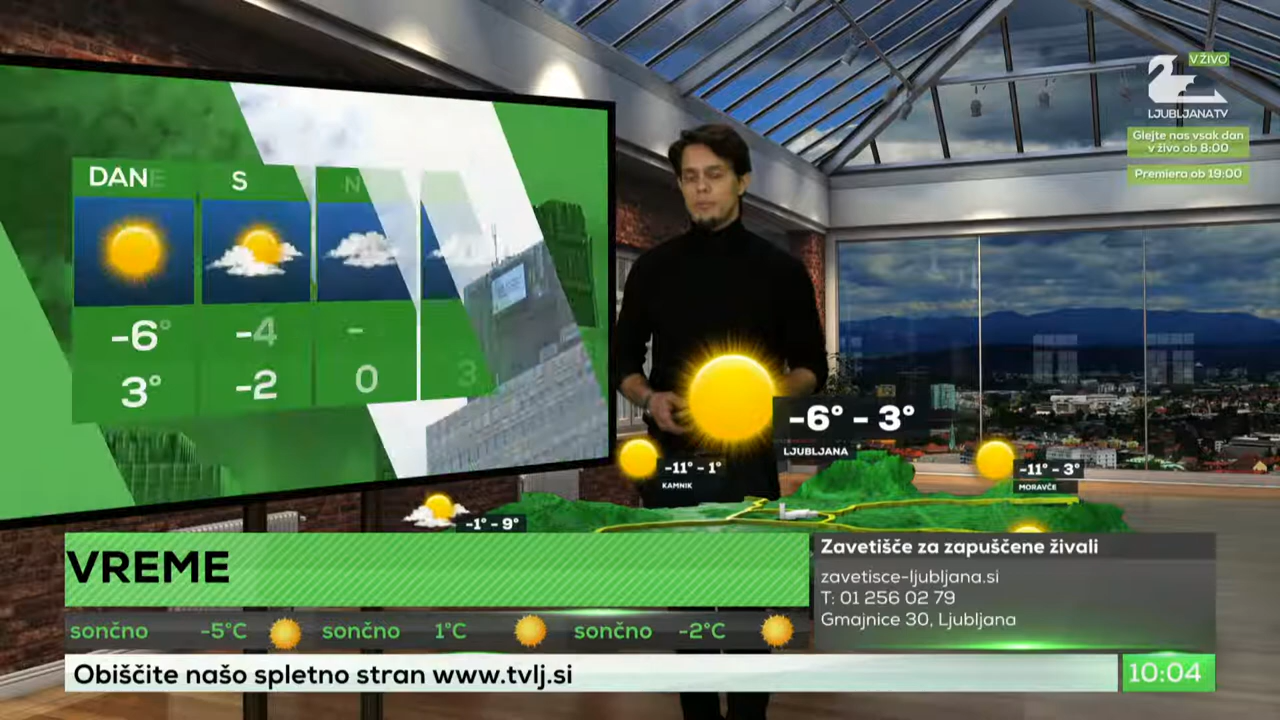 V ŽIVO
LJUBLJANATV
Glejte nas vsak dan
v živo ob 8:00
Premiera ob 19:00
DANE S N
-6° -4 -
3° -2 0 3
-6° - 3°
LJUBLJANA
-11° - 1°
KAMNIK
-11° - 3°
MORAVČE
-1° - 9°
VREME
Zavetišče za zapuščene živali
zavetisce-ljubljana.si
T: 01 256 02 79
Gmajnice 30, Ljubljana
sončno -5°C sončno 1°C sončno -2°C
Obiščite našo spletno stran www.tvlj.si
10:04